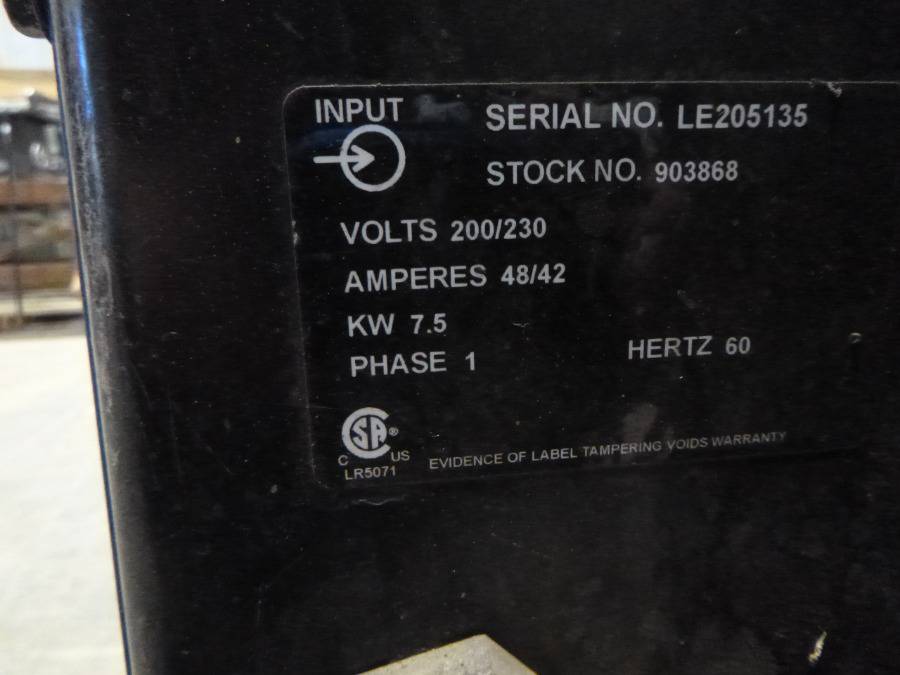 INPUT
SERIAL NO. LE205135
STOCK NO. 903868
VOLTS 200/230
AMPERES 48/42
KW 7.5
PHASE 1
HERTZ 60
CSA®
C US
LR5071
EVIDENCE OF LABEL TAMPERING VOIDS WARRANTY